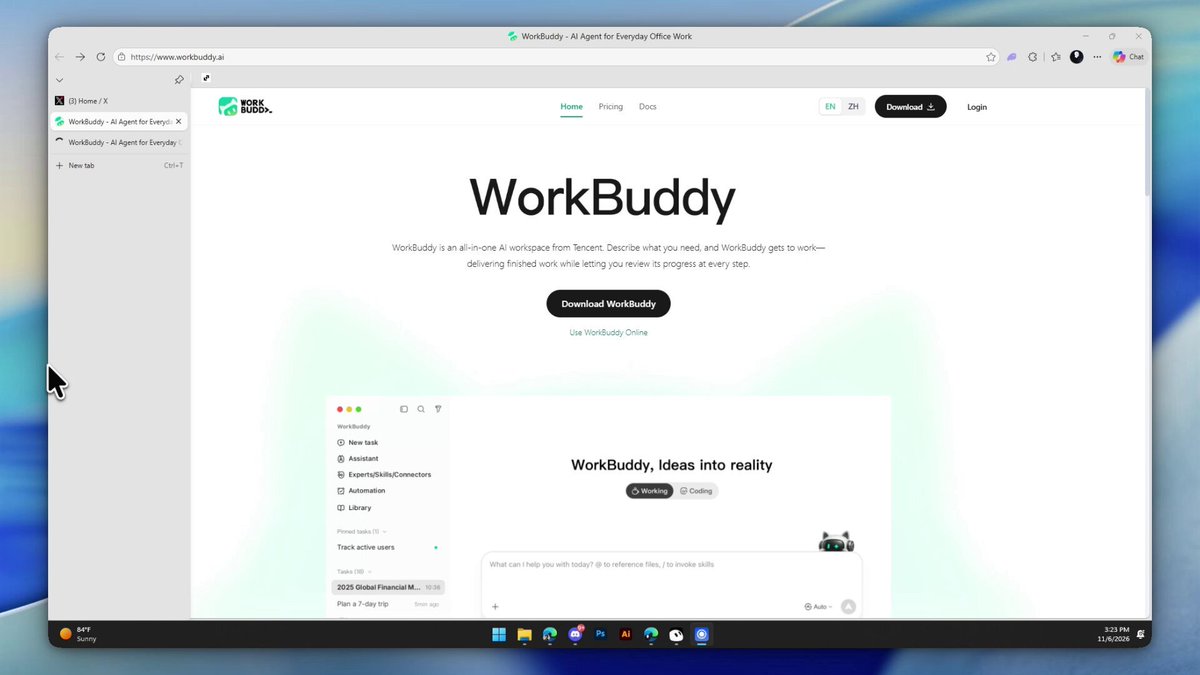 WorkBuddy - AI Agent for Everyday Office Work
https://www.workbuddy.ai
Chat
(3) Home / X
WorkBuddy - AI Agent for Everyda
WorkBuddy - AI Agent for Everyday
New tab
Ctrl+T
WORK
BUDD>_
Home
Pricing
Docs
EN
ZH
Download
Login
WorkBuddy
WorkBuddy is an all-in-one AI workspace from Tencent. Describe what you need, and WorkBuddy gets to work—
delivering finished work while letting you review its progress at every step.
Download WorkBuddy
Use WorkBuddy Online
WorkBuddy
New task
Assistant
Experts/Skills/Connectors
Automation
Library
Pinned tasks (1)
Track active users
Tasks (18)
2025 Global Financial M... 10:36
Plan a 7-day trip 5min ago
WorkBuddy, Ideas into reality
Working
Coding
What can I help you with today? @ to reference files, / to invoke skills
Auto
84°F
Sunny
9+
Ps
Ai
3:23 PM
11/6/2026